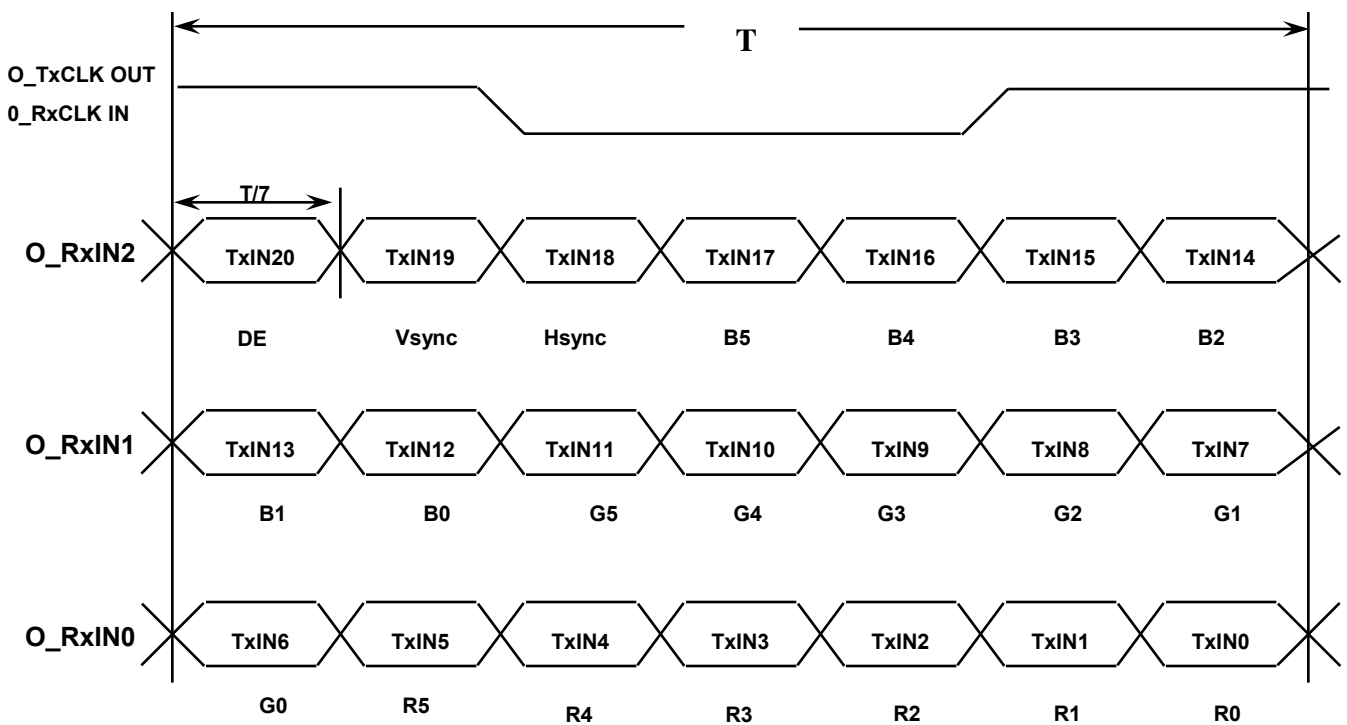 T
O_TxCLK OUT
0_RxCLK IN
T/7
O_RxIN2 TxIN20 TxIN19 TxIN18 TxIN17 TxIN16 TxIN15 TxIN14
DE Vsync Hsync B5 B4 B3 B2
O_RxIN1 TxIN13 TxIN12 TxIN11 TxIN10 TxIN9 TxIN8 TxIN7
B1 B0 G5 G4 G3 G2 G1
O_RxIN0 TxIN6 TxIN5 TxIN4 TxIN3 TxIN2 TxIN1 TxIN0
G0 R5 R4 R3 R2 R1 R0